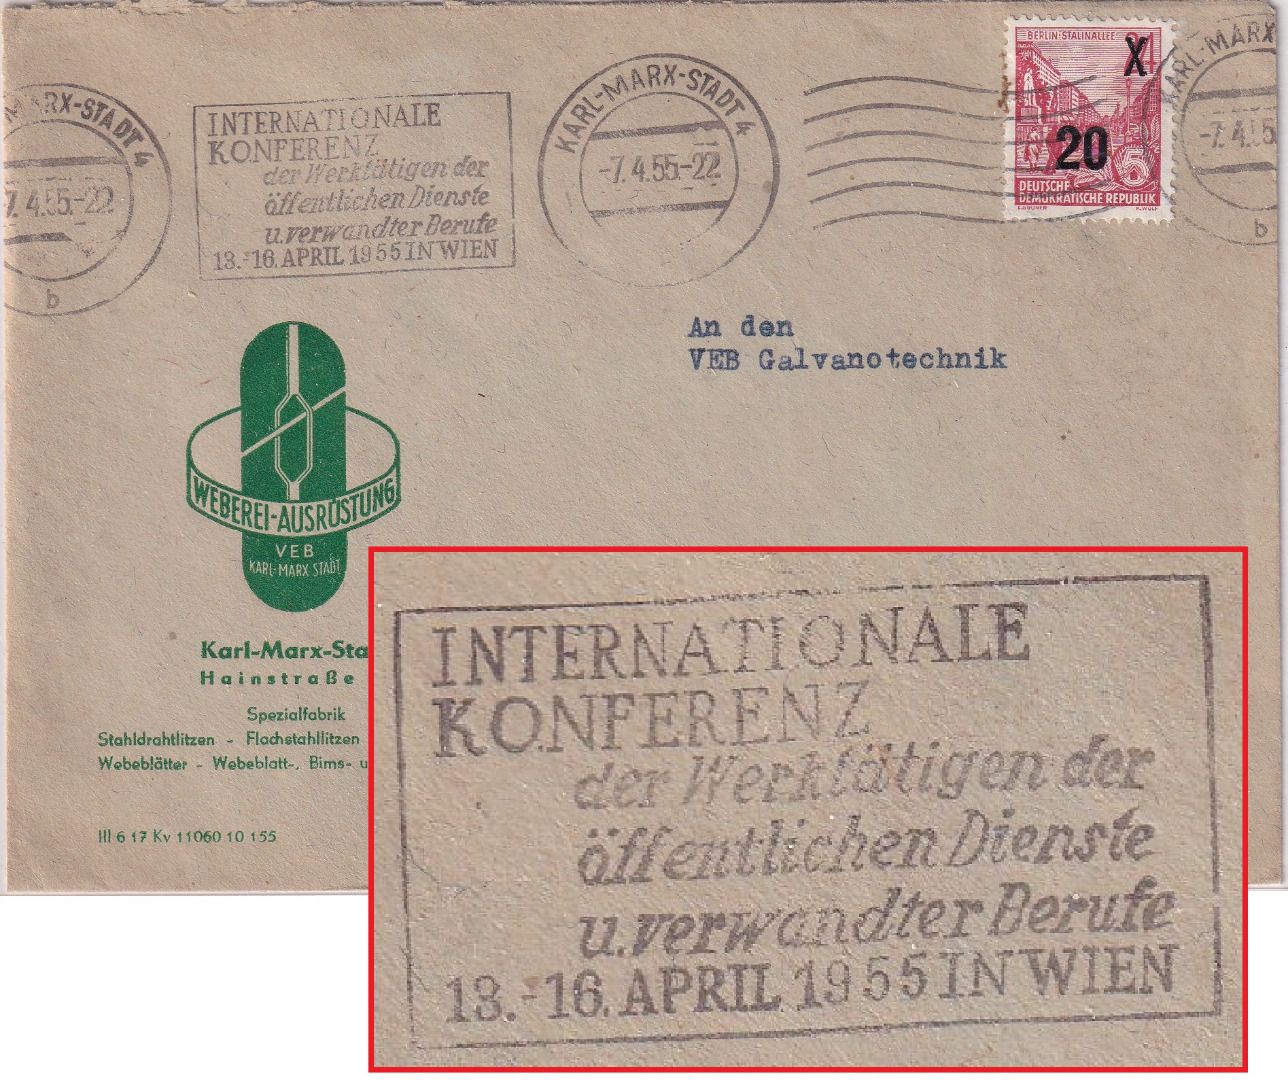 KARL-MARX-STADT 4
7.4.55.-22
b
INTERNATIONALE
KONFERENZ
der Werktätigen der
öffentlichen Dienste
u. verwandter Berufe
13.-16. APRIL 1955 IN WIEN
KARL-MARX-STADT 4
-7.4.55.-22
BERLIN-STALINALLEE 24
X
20
5
DEUTSCHE
DEMOKRATISCHE REPUBLIK
KARL-MARX
-7.4.55
b
An den
VEB Galvanotechnik
WEBEREI-AUSRÜSTUNG
VEB
KARL-MARX STADT
Karl-Marx-Sta
Hainstraße
Spezialfabrik
Stahldrahtlitzen - Flachstahllitzen
Webeblätter - Webeblatt-, Bims- u
III 6 17 Kv 11060 10 155
INTERNATIONALE
KONFERENZ
der Werktätigen der
öffentlichen Dienste
u. verwandter Berufe
13.-16. APRIL 1955 IN WIEN